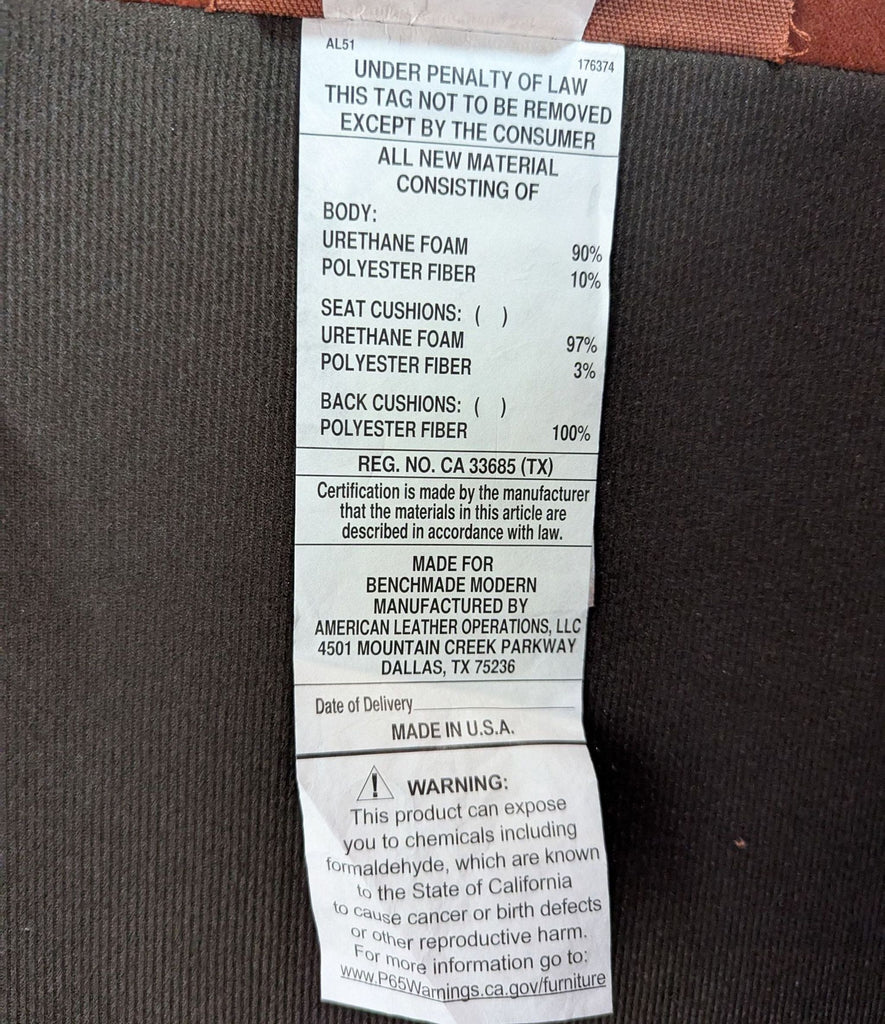 AL51
176374
UNDER PENALTY OF LAW
THIS TAG NOT TO BE REMOVED
EXCEPT BY THE CONSUMER
ALL NEW MATERIAL
CONSISTING OF
BODY:
URETHANE FOAM 90%
POLYESTER FIBER 10%
SEAT CUSHIONS: ( )
URETHANE FOAM 97%
POLYESTER FIBER 3%
BACK CUSHIONS: ( )
POLYESTER FIBER 100%
REG. NO. CA 33685 (TX)
Certification is made by the manufacturer
that the materials in this article are
described in accordance with law.
MADE FOR
BENCHMADE MODERN
MANUFACTURED BY
AMERICAN LEATHER OPERATIONS, LLC
4501 MOUNTAIN CREEK PARKWAY
DALLAS, TX 75236
Date of Delivery
MADE IN U.S.A.
WARNING:
This product can expose
you to chemicals including
formaldehyde, which are known
to the State of California
to cause cancer or birth defects
or other reproductive harm.
For more information go to:
www.P65Warnings.ca.gov/furniture